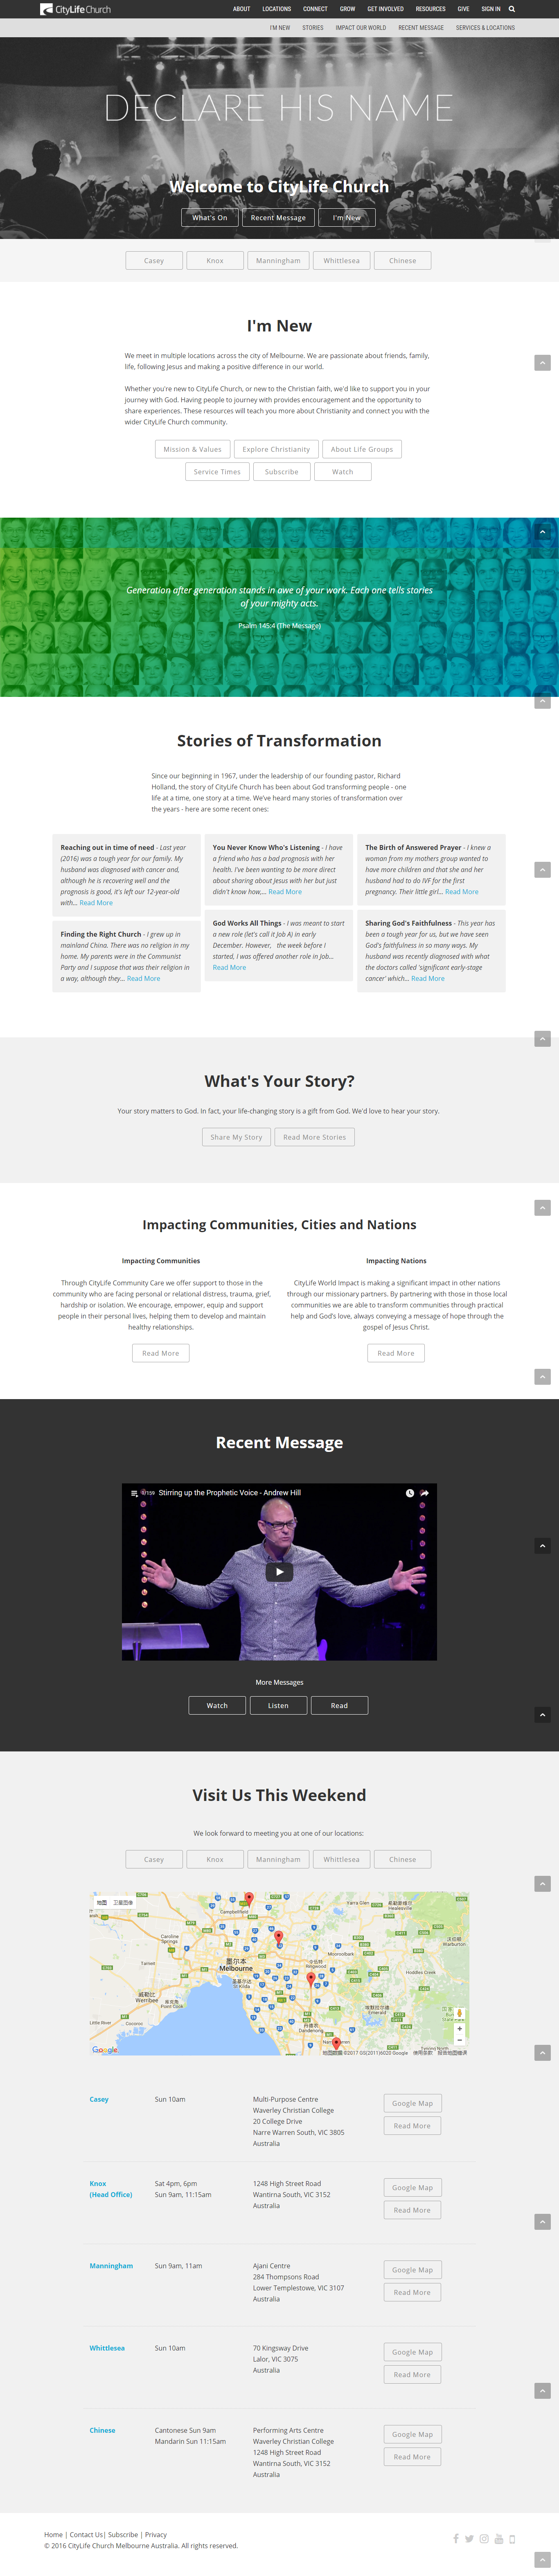 CityLifeChurch
ABOUT LOCATIONS CONNECT GROW GET INVOLVED RESOURCES GIVE SIGN IN
I'M NEW STORIES IMPACT OUR WORLD RECENT MESSAGE SERVICES & LOCATIONS
DECLARE HIS NAME
Welcome to CityLife Church
What's On Recent Message I'm New
Casey Knox Manningham Whittlesea Chinese
I'm New
We meet in multiple locations across the city of Melbourne. We are passionate about friends, family,
life, following Jesus and making a positive difference in our world.
Whether you're new to CityLife Church, or new to the Christian faith, we'd like to support you in your
journey with God. Having people to journey with provides encouragement and the opportunity to
share experiences. These resources will teach you more about Christianity and connect you with the
wider CityLife Church community.
Mission & Values Explore Christianity About Life Groups
Service Times Subscribe Watch
Generation after generation stands in awe of your work. Each one tells stories
of your mighty acts.
Psalm 145:4 (The Message)
Stories of Transformation
Since our beginning in 1967, under the leadership of our founding pastor, Richard
Holland, the story of CityLife Church has been about God transforming people - one
life at a time, one story at a time. We've heard many stories of transformation over
the years - here are some recent ones:
Reaching out in time of need - Last year
(2016) was a tough year for our family. My
husband was diagnosed with cancer and,
although he is recovering well and the
prognosis is good, it's left our 12-year-old
with... Read More
Finding the Right Church - I grew up in
mainland China. There was no religion in my
home. My parents were in the Communist
Party and I suppose that was their religion in
a way, although they... Read More
You Never Know Who's Listening - I have
a friend who has a bad prognosis with her
health. I've been wanting to be more direct
about sharing about Jesus with her but just
didn't know how,... Read More
God Works All Things - I was meant to start
a new role (let's call it Job A) in early
December. However, the week before I
started, I was offered another role in Job...
Read More
The Birth of Answered Prayer - I knew a
woman from my mothers group wanted to
have more children and that she and her
husband had to do IVF for the first
pregnancy. Their little girl... Read More
Sharing God's Faithfulness - This year has
been a tough year for us, but we have seen
God's faithfulness in so many ways. My
husband was recently diagnosed with what
the doctors called 'significant early-stage
cancer' which... Read More
What's Your Story?
Your story matters to God. In fact, your life-changing story is a gift from God. We'd love to hear your story.
Share My Story Read More Stories
Impacting Communities, Cities and Nations
Impacting Communities
Through CityLife Community Care we offer support to those in the
community who are facing personal or relational distress, trauma, grief,
hardship or isolation. We encourage, empower, equip and support
people in their personal lives, helping them to develop and maintain
healthy relationships.
Read More
Impacting Nations
CityLife World Impact is making a significant impact in other nations
through our missionary partners. By partnering with those in those local
communities we are able to transform communities through practical
help and God's love, always conveying a message of hope through the
gospel of Jesus Christ.
Read More
Recent Message
Stirring up the Prophetic Voice - Andrew Hill
More Messages
Watch Listen Read
Visit Us This Weekend
We look forward to meeting you at one of our locations:
Casey Knox Manningham Whittlesea Chinese
地图 卫星图像
墨尔本
Melbourne
Campbellfield
Caroline
Springs
Tarneit
Werribee
Point Cook
Little River
Cocoroc
Yarra Glen
Healesville
Mooroolbark
Warburton
Hoddles Creek
Ringwood
Dandenong
Emerald
Google
Casey
Sun 10am
Multi-Purpose Centre
Waverley Christian College
20 College Drive
Narre Warren South, VIC 3805
Australia
Google Map
Read More
Knox
(Head Office)
Sat 4pm, 6pm
Sun 9am, 11:15am
1248 High Street Road
Wantirna South, VIC 3152
Australia
Google Map
Read More
Manningham
Sun 9am, 11am
Ajani Centre
284 Thompsons Road
Lower Templestowe, VIC 3107
Australia
Google Map
Read More
Whittlesea
Sun 10am
70 Kingsway Drive
Lalor, VIC 3075
Australia
Google Map
Read More
Chinese
Cantonese Sun 9am
Mandarin Sun 11:15am
Performing Arts Centre
Waverley Christian College
1248 High Street Road
Wantirna South, VIC 3152
Australia
Google Map
Read More
Home | Contact Us| Subscribe | Privacy
© 2016 CityLife Church Melbourne Australia. All rights reserved.